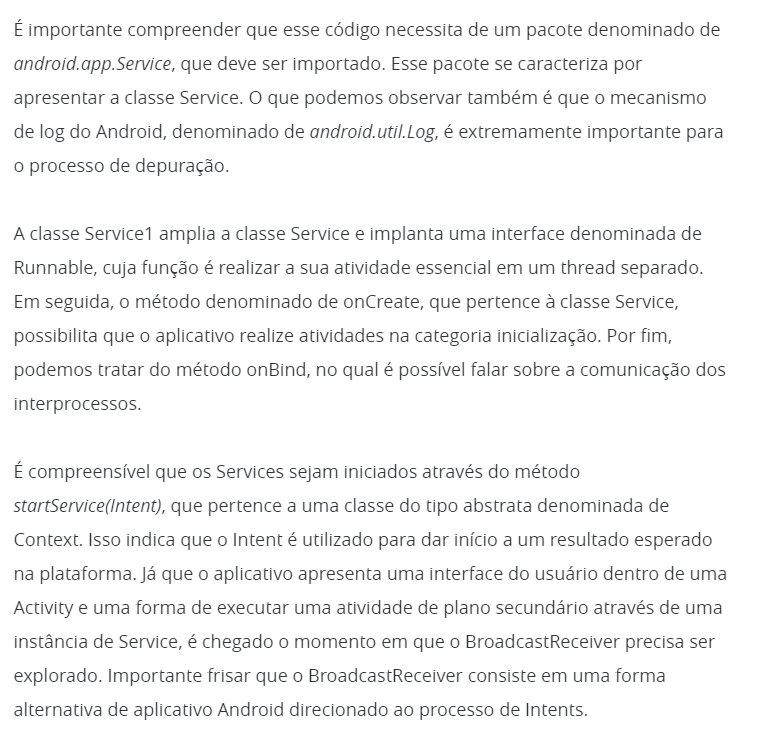 É importante compreender que esse código necessita de um pacote denominado de
android.app.Service, que deve ser importado. Esse pacote se caracteriza por
apresentar a classe Service. O que podemos observar também é que o mecanismo
de log do Android, denominado de android.util.Log, é extremamente importante para
o processo de depuração.
A classe Service1 amplia a classe Service e implanta uma interface denominada de
Runnable, cuja função é realizar a sua atividade essencial em um thread separado.
Em seguida, o método denominado de onCreate, que pertence à classe Service,
possibilita que o aplicativo realize atividades na categoria inicialização. Por fim,
podemos tratar do método onBind, no qual é possível falar sobre a comunicação dos
interprocessos.
É compreensível que os Services sejam iniciados através do método
startService(Intent), que pertence a uma classe do tipo abstrata denominada de
Context. Isso indica que o Intent é utilizado para dar início a um resultado esperado
na plataforma. Já que o aplicativo apresenta uma interface do usuário dentro de uma
Activity e uma forma de executar uma atividade de plano secundário através de uma
instância de Service, é chegado o momento em que o BroadcastReceiver precisa ser
explorado. Importante frisar que o BroadcastReceiver consiste em uma forma
alternativa de aplicativo Android direcionado ao processo de Intents.